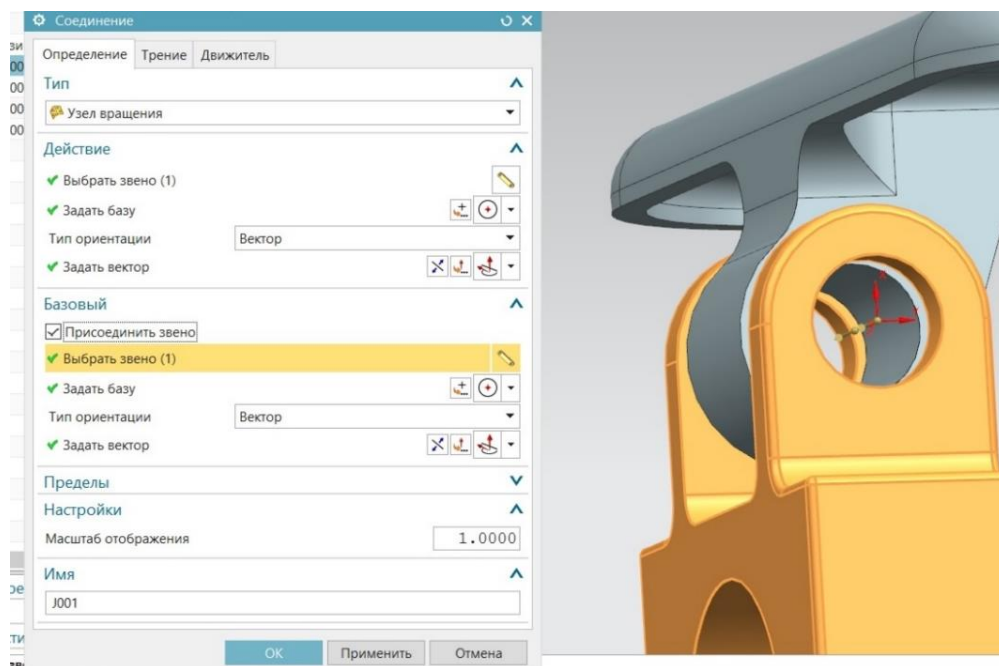 Соединение
Определение Трение Движитель
Тип
Узел вращения
Действие
Выбрать звено (1)
Задать базу
Тип ориентации Вектор
Задать вектор
Базовый
Присоединить звено
Выбрать звено (1)
Задать базу
Тип ориентации Вектор
Задать вектор
Пределы
Настройки
Масштаб отображения 1.0000
Имя
J001
ОК Применить Отмена